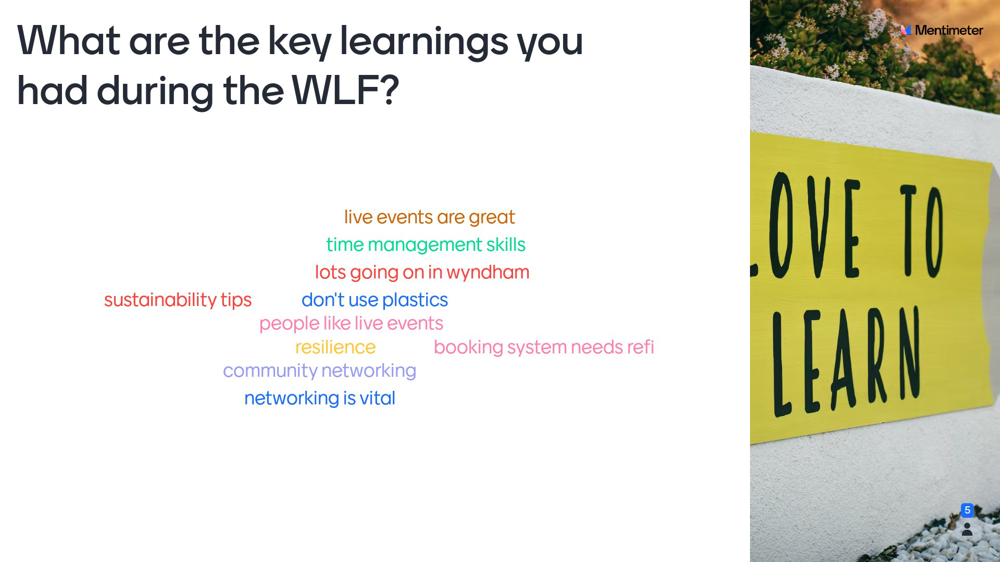 What are the key learnings you
had during the WLF?
live events are great
time management skills
lots going on in wyndham
sustainability tips
don't use plastics
people like live events
resilience
booking system needs refi
community networking
networking is vital
Mentimeter
LOVE TO
LEARN
5